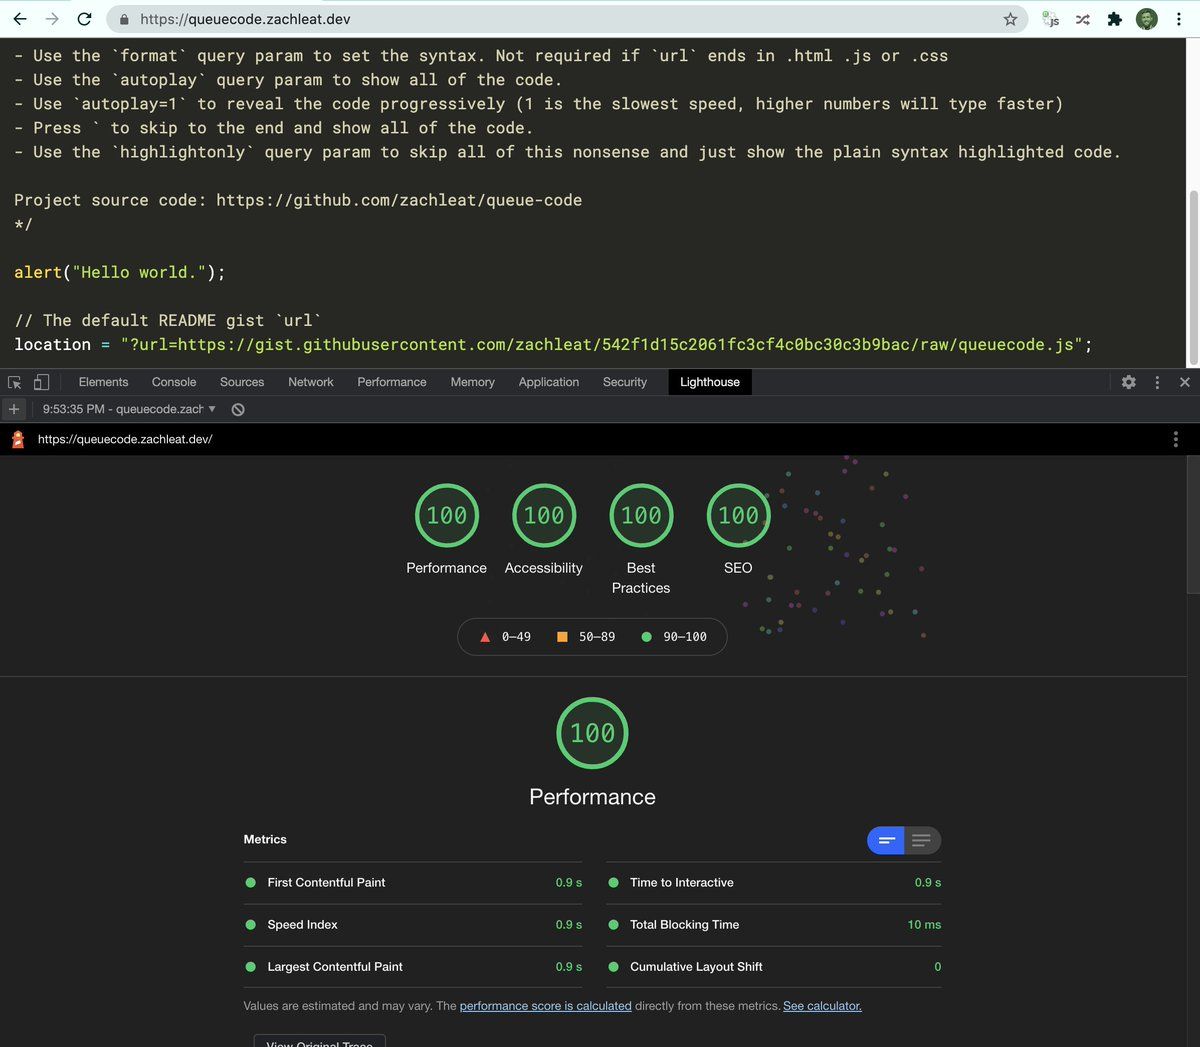 https://queuecode.zachleat.dev
JS
- Use the `format` query param to set the syntax. Not required if `url` ends in .html .js or .css
- Use the `autoplay` query param to show all of the code.
- Use `autoplay=1` to reveal the code progressively (1 is the slowest speed, higher numbers will type faster)
- Press ` to skip to the end and show all of the code.
- Use the `highlightonly` query param to skip all of this nonsense and just show the plain syntax highlighted code.
Project source code: https://github.com/zachleat/queue-code
*/
alert("Hello world.");
// The default README gist `url`
location = "?url=https://gist.githubusercontent.com/zachleat/542f1d15c2061fc3cf4c0bc30c3b9bac/raw/queuecode.js";
Elements Console Sources Network Performance Memory Application Security Lighthouse
9:53:35 PM - queuecode.zach
https://queuecode.zachleat.dev/
100 100 100 100
Performance Accessibility Best Practices SEO
0–49 50–89 90–100
100
Performance
Metrics
First Contentful Paint 0.9 s Time to Interactive 0.9 s
Speed Index 0.9 s Total Blocking Time 10 ms
Largest Contentful Paint 0.9 s Cumulative Layout Shift 0
Values are estimated and may vary. The performance score is calculated directly from these metrics. See calculator.
View Original Trace